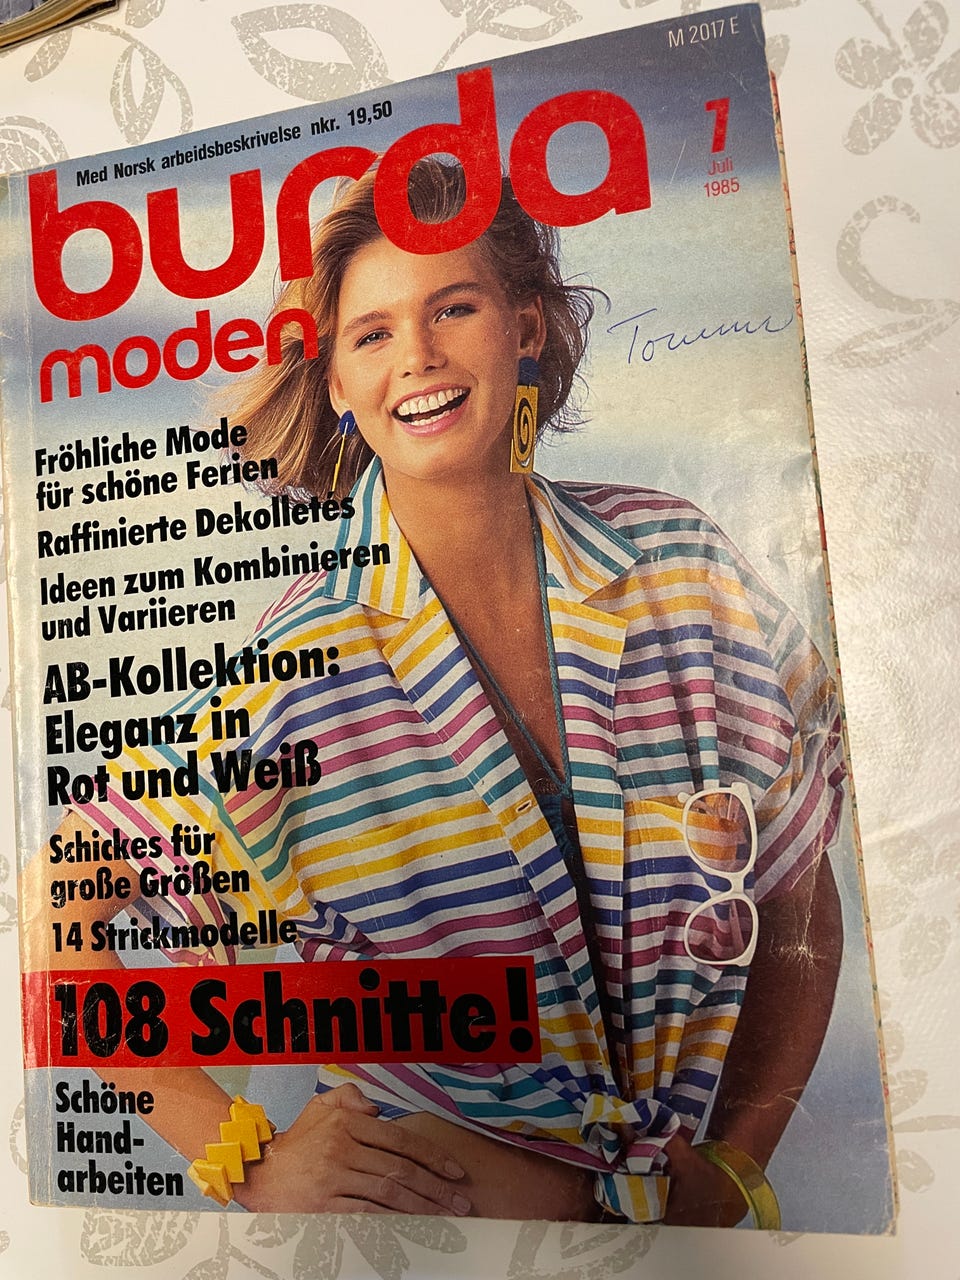 M 2017 E
Med Norsk arbeidsbeskrivelse nkr. 19,50
burda
moden
7
Juli
1985
Fröhliche Mode
für schöne Ferien
Raffinierte Dekolletés
Ideen zum Kombinieren
und Variieren
AB-Kollektion:
Eleganz in
Rot und Weiß
Schickes für
große Größen
14 Strickmodelle
108 Schnitte!
Schöne
Hand-
arbeiten